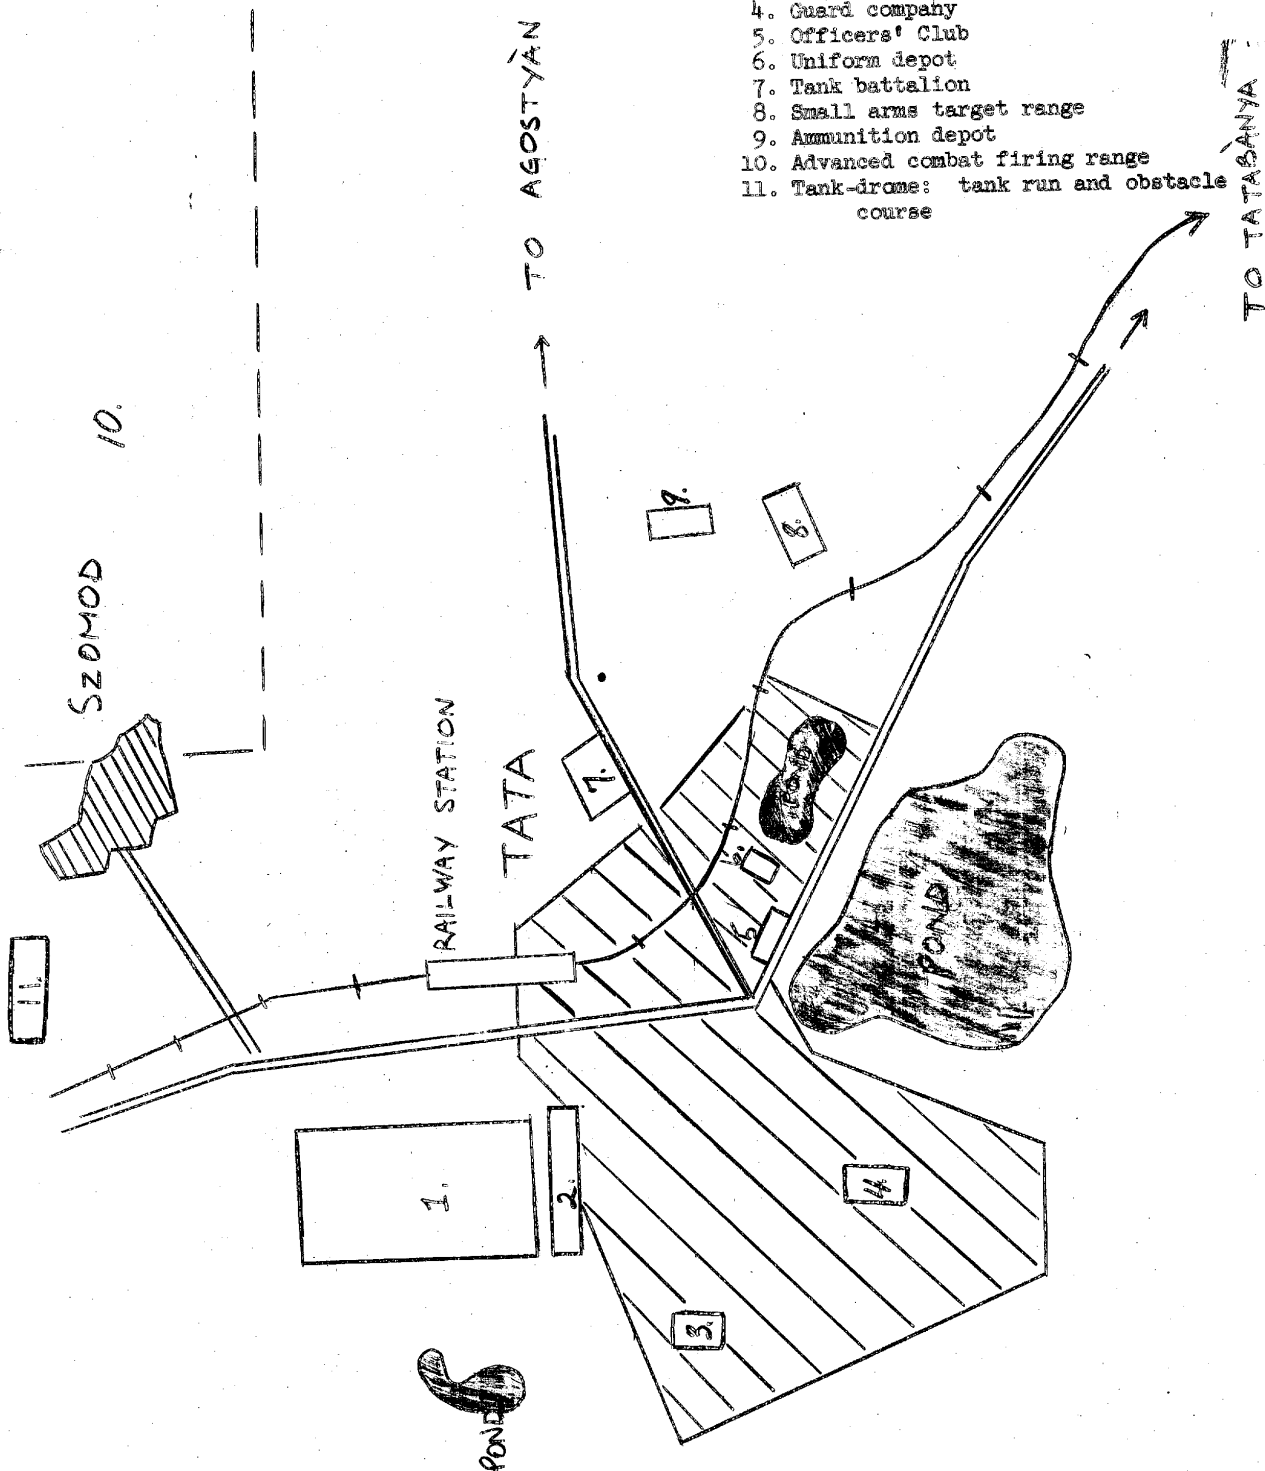 4. Guard company
5. Officers' Club
6. Uniform depot
7. Tank battalion
8. Small arms target range
9. Ammunition depot
10. Advanced combat firing range
11. Tank-drome: tank run and obstacle
course
TO AGOSTYÀN
TO TATABÀNYA
10.
SZOMOD
9.
8.
RAILWAY STATION
TATA
7.
POND
6.
5.
POND
11.
1.
2.
4.
3.
POND